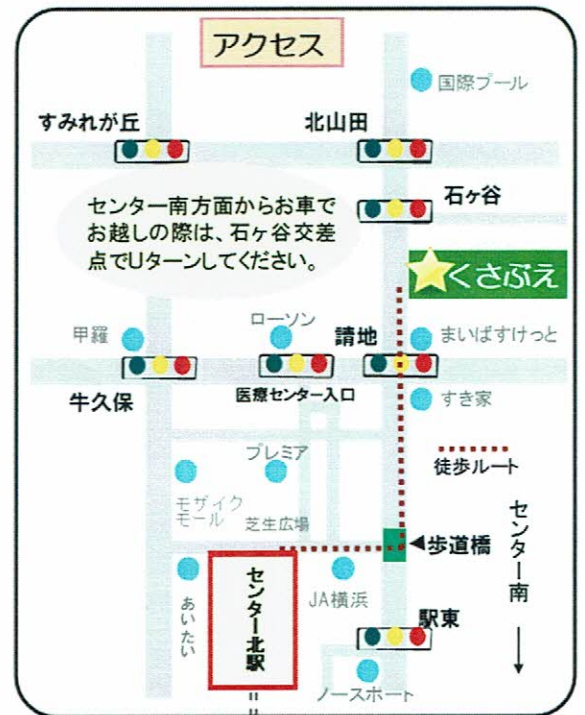 アクセス
国際プール
すみれが丘
北山田
石ヶ谷
センター南方面からお車で
お越しの際は、石ヶ谷交差
点でUターンしてください。
くさぶえ
甲羅
ローソン
請地
まいばすけっと
牛久保
医療センター入口
すき家
プレミア
徒歩ルート
モザイク
モール
芝生広場
センター南
歩道橋
あいたい
センター北駅
JA横浜
駅東
ノースポート